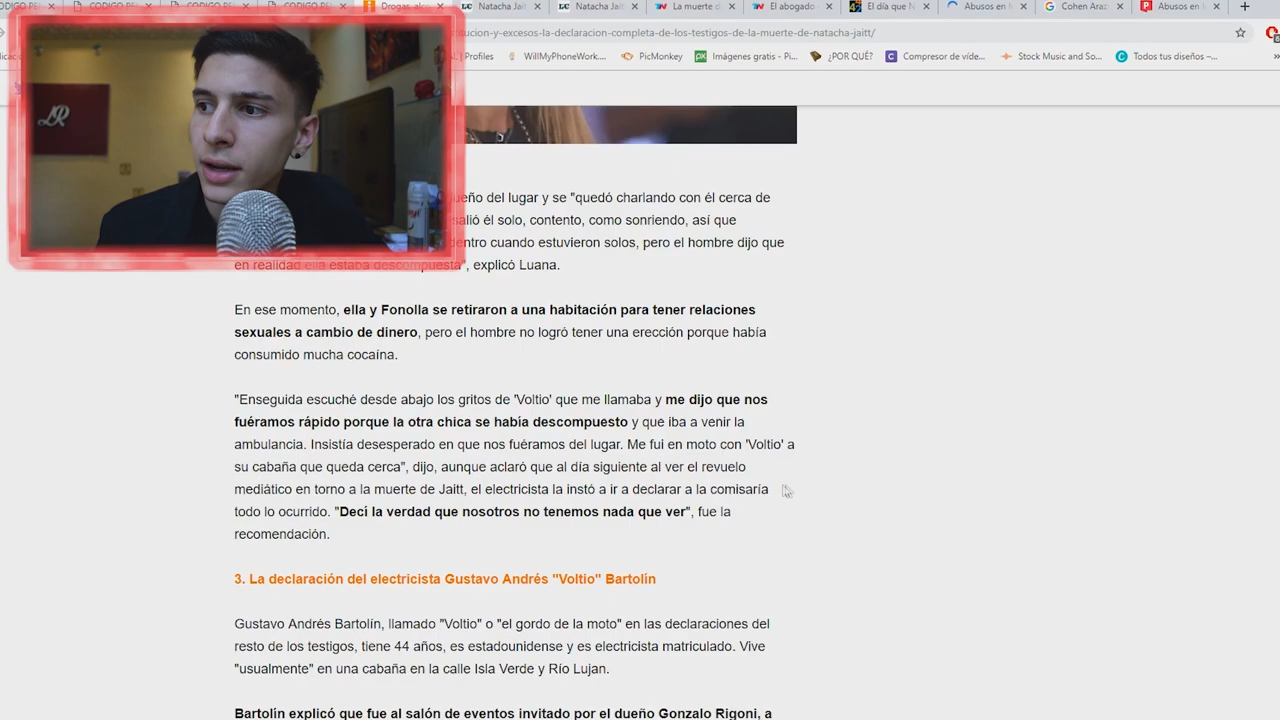 CODIGO PE
CODIGO PE
CODIGO PE
Drogas, alco
Natacha Jait
Natacha Jait
La muerte d
El abogado
El día que N
Abusos en M
Cohen Araz
Abusos en
cion-y-excesos-la-declaracion-completa-de-los-testigos-de-la-muerte-de-natacha-jaitt/
| Profiles
WillMyPhoneWork....
PicMonkey
Imágenes gratis - Pi...
¿POR QUÉ?
Compresor de víde...
Stock Music and So...
Todos tus diseños –...
LR
del lugar y se "quedó charlando con él cerca de
salió él solo, contento, como sonriendo, así que
dentro cuando estuvieron solos, pero el hombre dijo que
en realidad ella estaba descompuesta", explicó Luana.
En ese momento, ella y Fonolla se retiraron a una habitación para tener relaciones
sexuales a cambio de dinero, pero el hombre no logró tener una erección porque había
consumido mucha cocaína.
"Enseguida escuché desde abajo los gritos de 'Voltio' que me llamaba y me dijo que nos
fuéramos rápido porque la otra chica se había descompuesto y que iba a venir la
ambulancia. Insistía desesperado en que nos fuéramos del lugar. Me fui en moto con 'Voltio' a
su cabaña que queda cerca", dijo, aunque aclaró que al día siguiente al ver el revuelo
mediático en torno a la muerte de Jaitt, el electricista la instó a ir a declarar a la comisaría
todo lo ocurrido. "Decí la verdad que nosotros no tenemos nada que ver", fue la
recomendación.
3. La declaración del electricista Gustavo Andrés "Voltio" Bartolín
Gustavo Andrés Bartolín, llamado "Voltio" o "el gordo de la moto" en las declaraciones del
resto de los testigos, tiene 44 años, es estadounidense y es electricista matriculado. Vive
"usualmente" en una cabaña en la calle Isla Verde y Río Lujan.
Bartolín explicó que fue al salón de eventos invitado por el dueño Gonzalo Rigoni, a